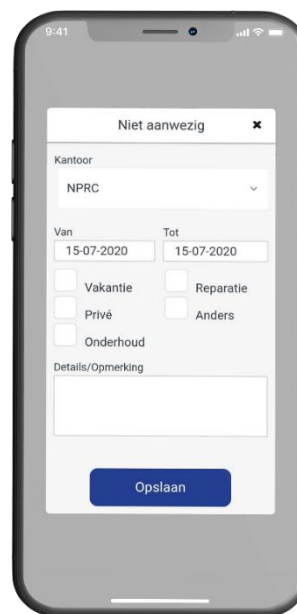 9:41
Niet aanwezig ×
Kantoor
NPRC
Van Tot
15-07-2020 15-07-2020
Vakantie Reparatie
Privé Anders
Onderhoud
Details/Opmerking
Opslaan